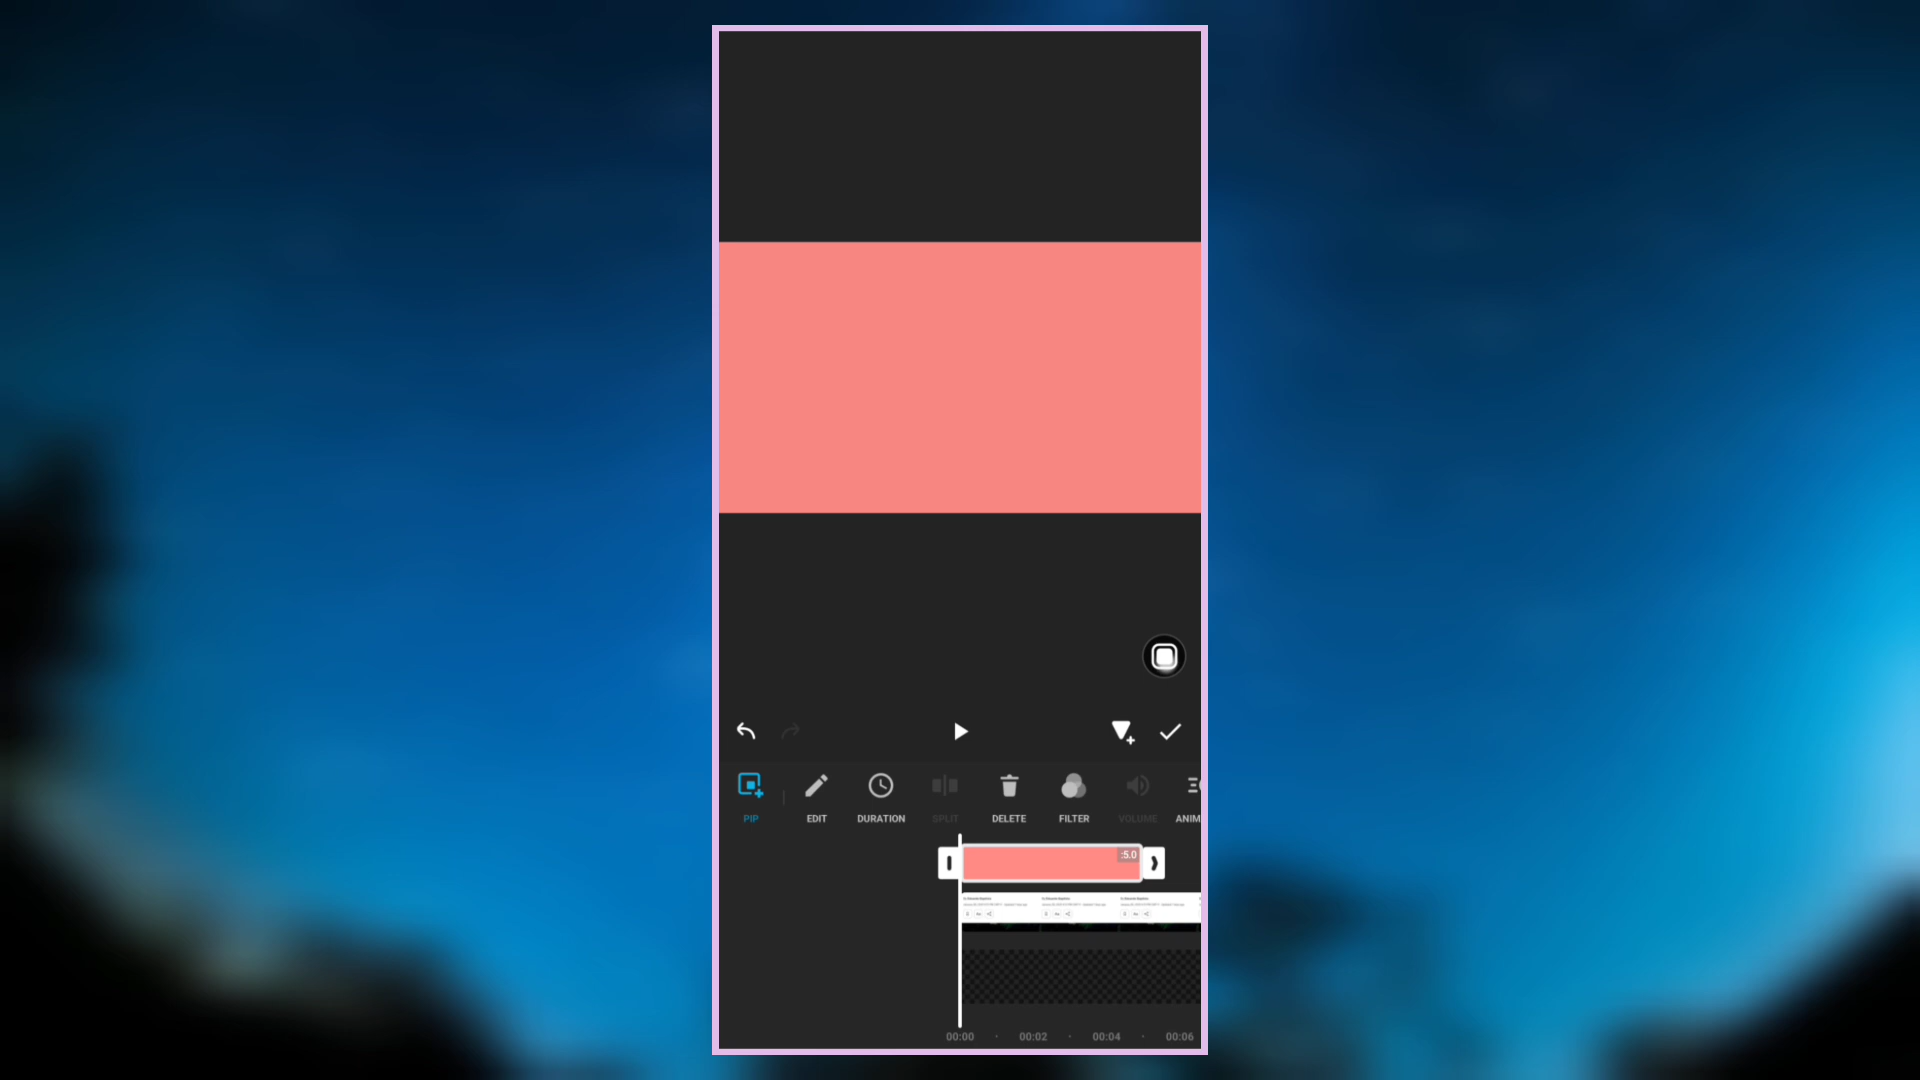 PIP
EDIT
DURATION
SPLIT
DELETE
FILTER
VOLUME
ANIM
:5.0
00:00
00:02
00:04
00:06